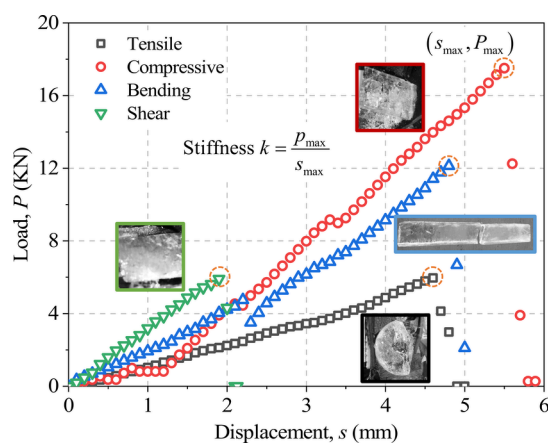 20
16
12
8
4
0
Load, P (KN)
Tensile
Compressive
Bending
Shear
(s_max, P_max)
Stiffness k = p_max / s_max
0 1 2 3 4 5 6
Displacement, s (mm)